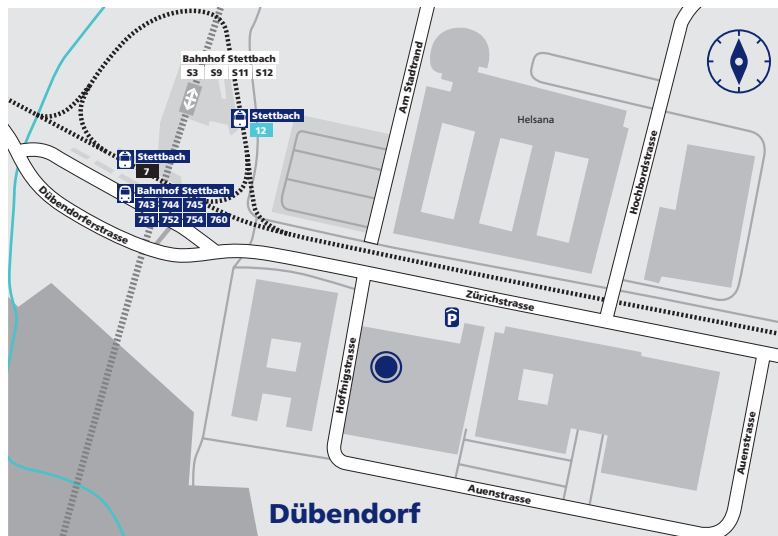 Bahnhof Stettbach
S3 S9 S11 S12
Stettbach
12
Stettbach
7
Bahnhof Stettbach
743 744 745
751 752 754 760
Dübendorferstrasse
Am Stadtrand
Helsana
Hochbordstrasse
Zürichstrasse
P
Hoffnigstrasse
Auenstrasse
Auenstrasse
Dübendorf